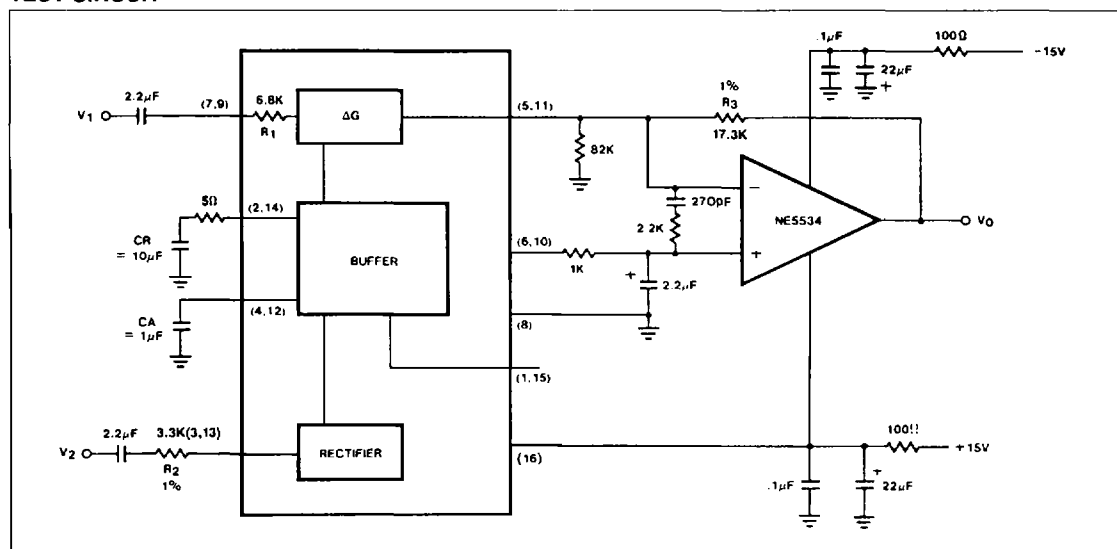 .1µF
100Ω
-15V
22µF
+
2.2µF
(7,9)
6.8K
R1
ΔG
(5,11)
1%
R3
17.3K
V1
82K
5Ω
(2,14)
270pF
NE5534
−
+
VO
2.2K
CR
= 10µF
BUFFER
(6,10)
1K
+
2.2µF
CA
= 1µF
(4,12)
(8)
(1,15)
2.2µF
3.3K(3,13)
V2
R2
1%
RECTIFIER
(16)
100!!
+15V
.1µF
+
22µF